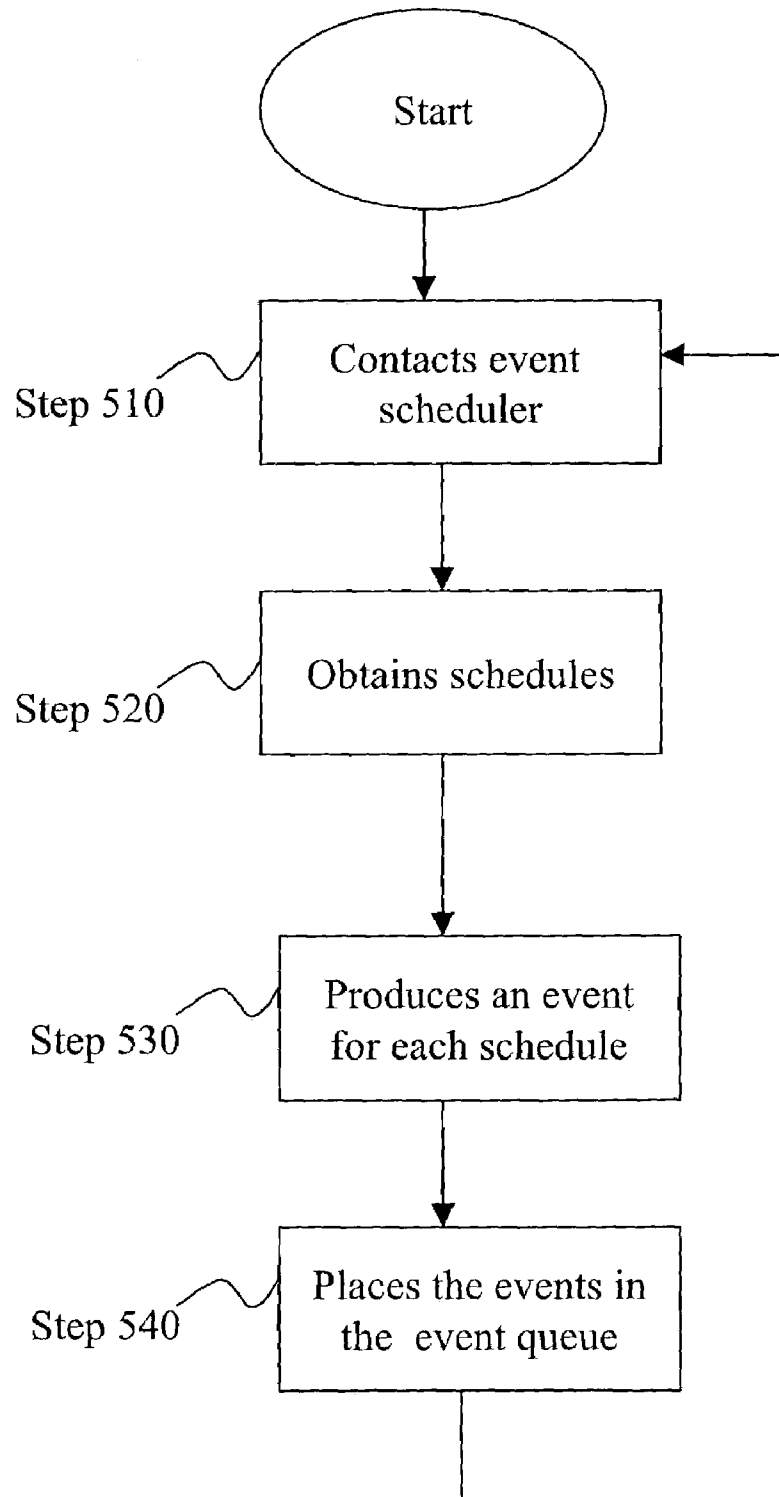 Start
Contacts event
scheduler
Step 510
Obtains schedules
Step 520
Produces an event
for each schedule
Step 530
Places the events in
the event queue
Step 540